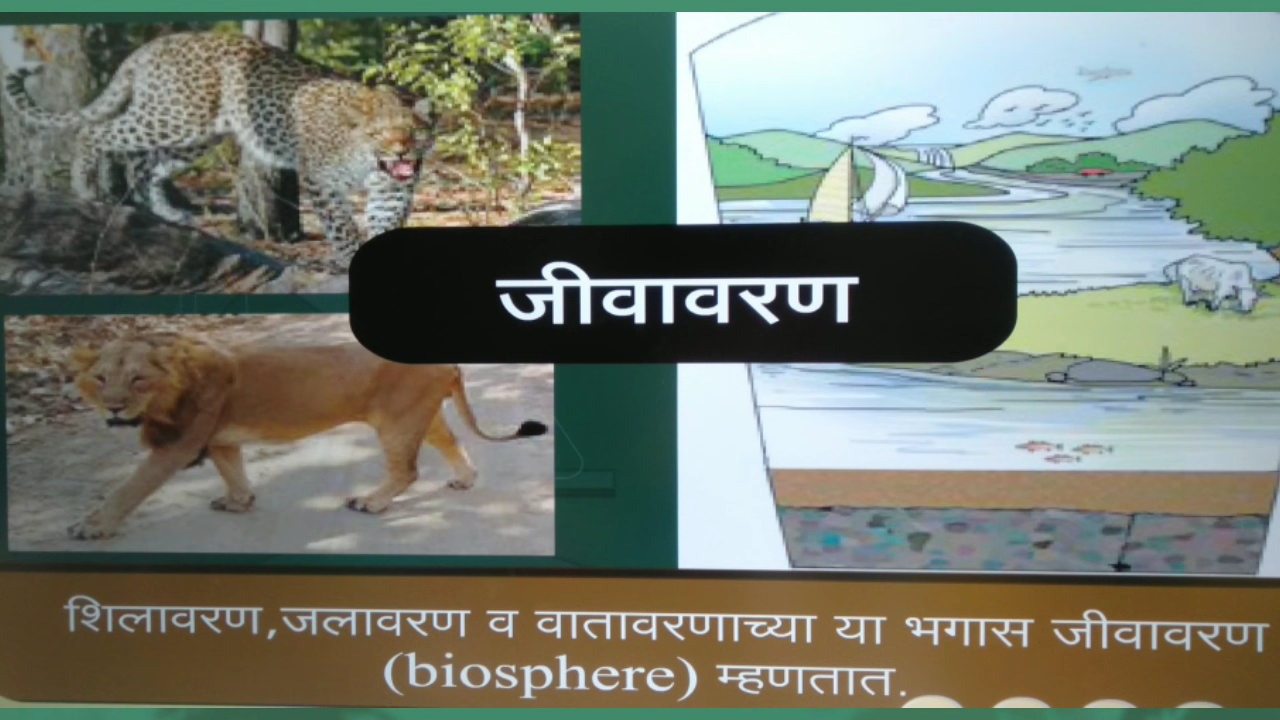 जीवावरण
शिलावरण,जलावरण व वातावरणाच्या या भगास जीवावरण
(biosphere) म्हणतात.